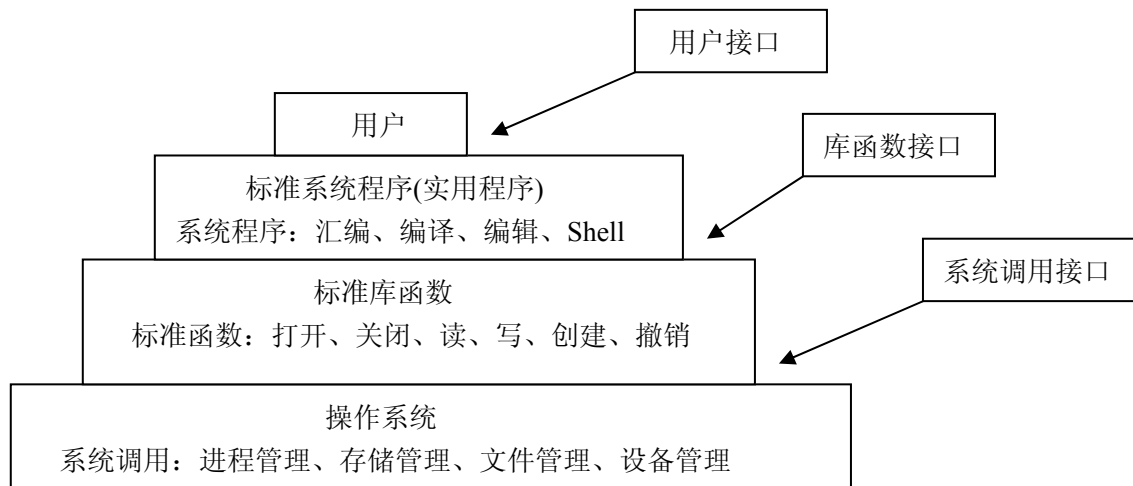 用户接口
用户
库函数接口
标准系统程序(实用程序)
系统程序：汇编、编译、编辑、Shell
系统调用接口
标准库函数
标准函数：打开、关闭、读、写、创建、撤销
操作系统
系统调用：进程管理、存储管理、文件管理、设备管理